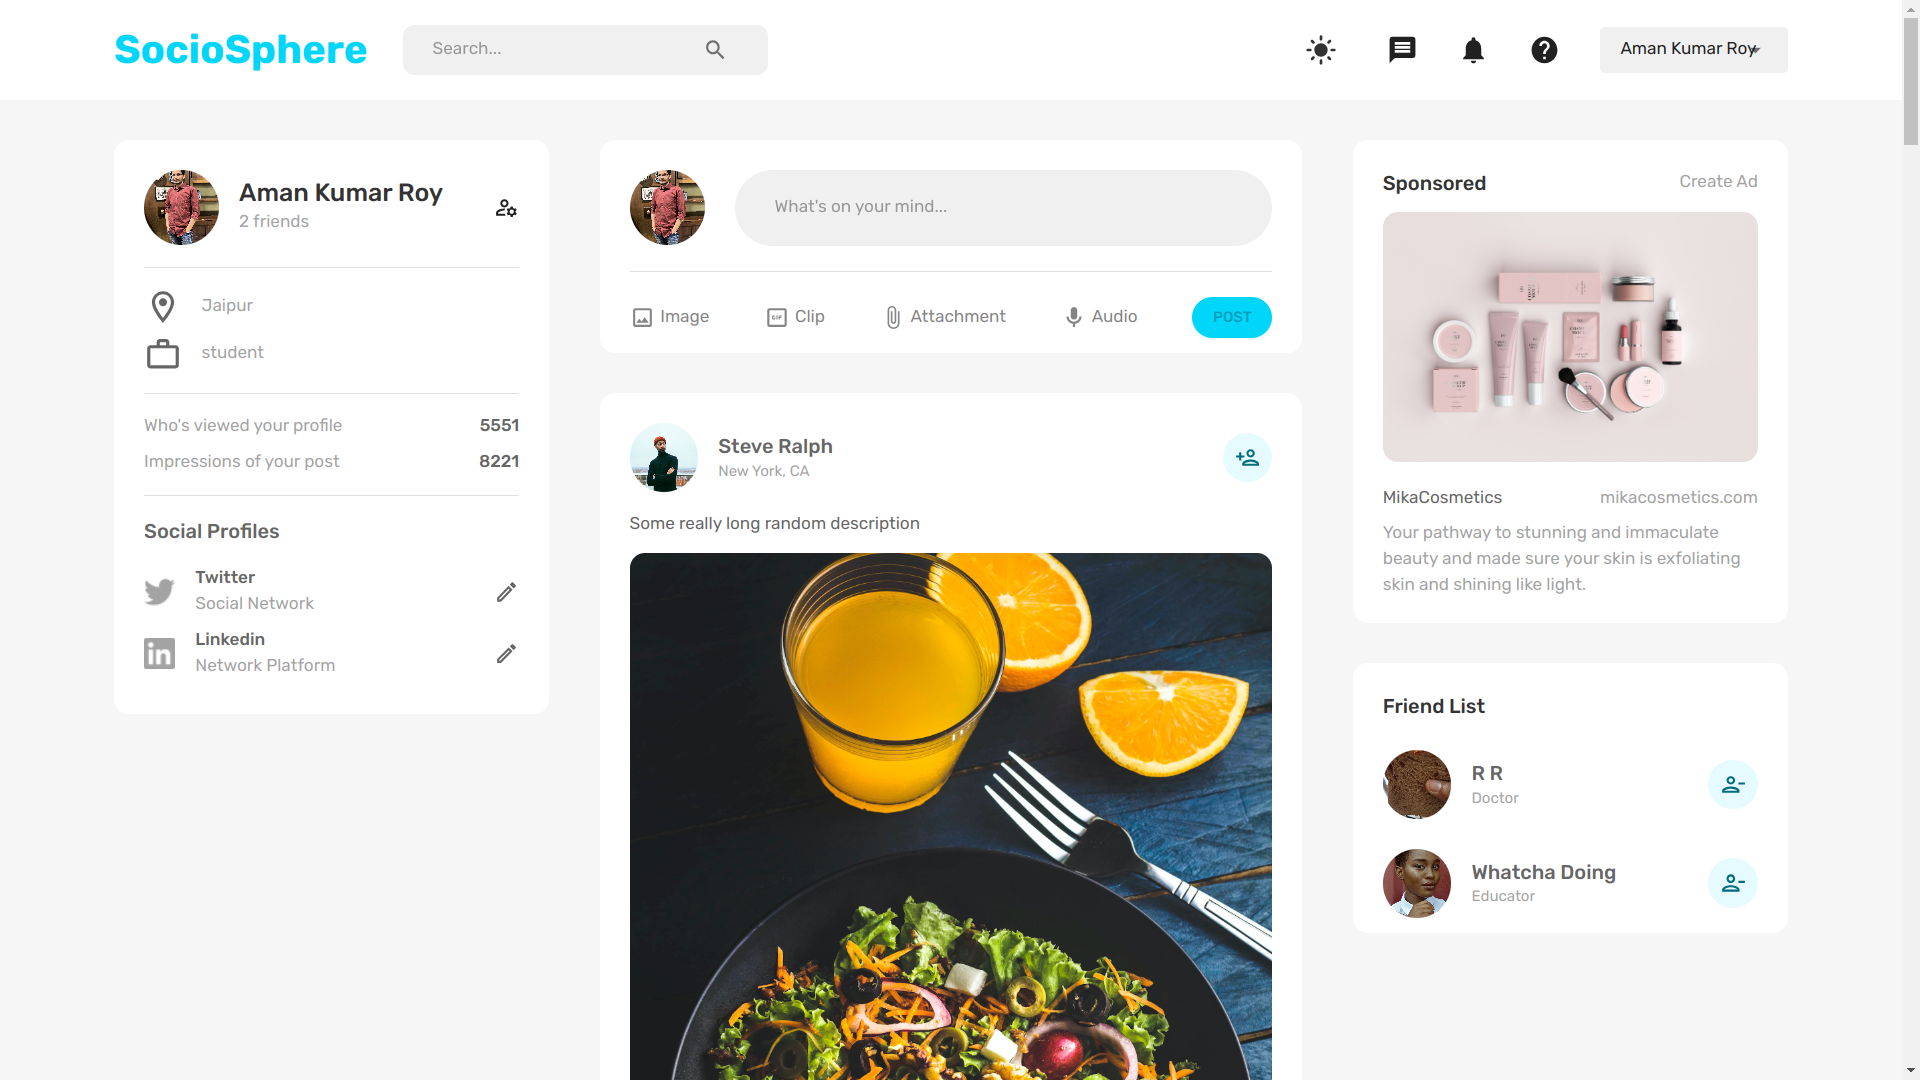 SocioSphere
Search...
Aman Kumar Roy
Aman Kumar Roy
2 friends
Jaipur
student
Who's viewed your profile 5551
Impressions of your post 8221
Social Profiles
Twitter
Social Network
Linkedin
Network Platform
What's on your mind...
Image
GIF Clip
Attachment
Audio
POST
Steve Ralph
New York, CA
Some really long random description
Sponsored
Create Ad
MikaCosmetics
mikacosmetics.com
Your pathway to stunning and immaculate
beauty and made sure your skin is exfoliating
skin and shining like light.
Friend List
R R
Doctor
Whatcha Doing
Educator